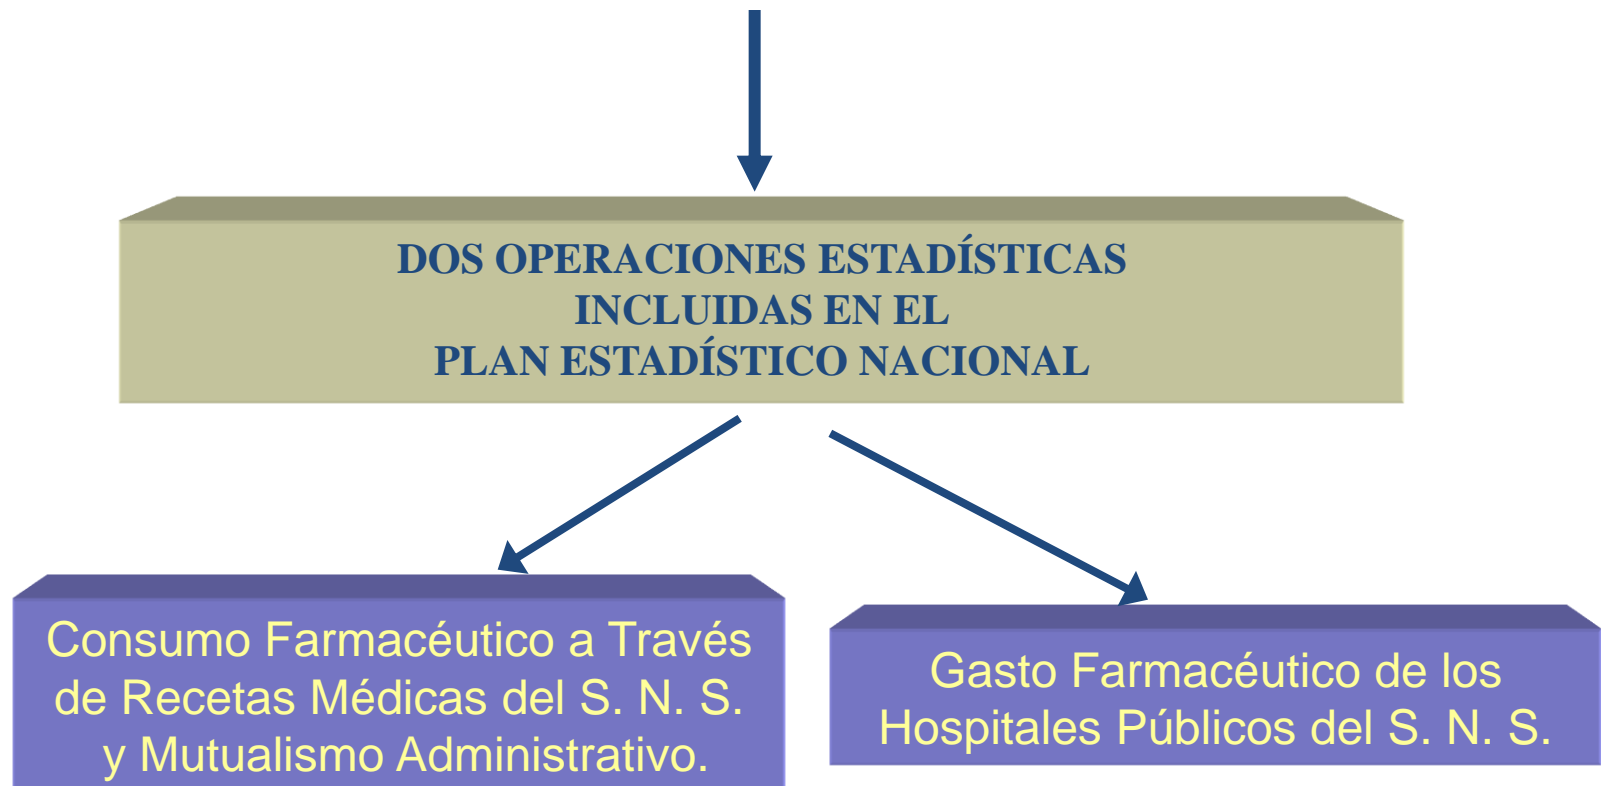 DOS OPERACIONES ESTADÍSTICAS
INCLUIDAS EN EL
PLAN ESTADÍSTICO NACIONAL
Consumo Farmacéutico a Través
de Recetas Médicas del S. N. S.
y Mutualismo Administrativo.
Gasto Farmacéutico de los
Hospitales Públicos del S. N. S.